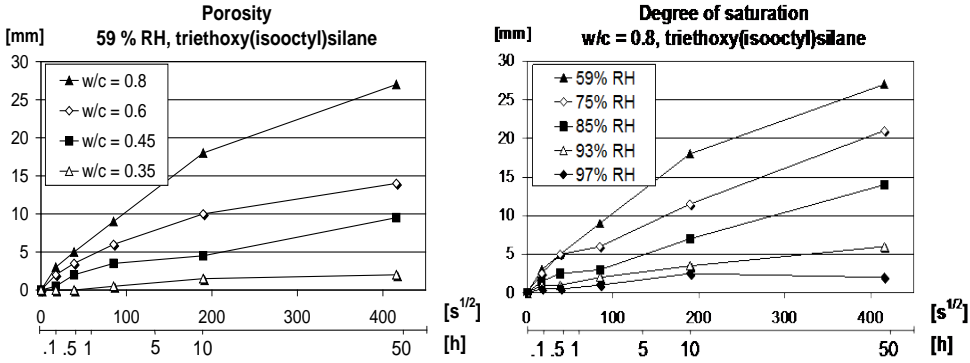 Porosity
[mm] 59 % RH, triethoxy(isooctyl)silane
30
25
20
15
10
5
0
w/c = 0.8
w/c = 0.6
w/c = 0.45
w/c = 0.35
0 100 200 300 400 [s1/2]
.1 .5 1 5 10 50 [h]
Degree of saturation
[mm] w/c = 0.8, triethoxy(isooctyl)silane
30
25
20
15
10
5
0
59% RH
75% RH
85% RH
93% RH
97% RH
0 100 200 300 400 [s1/2]
.1 .5 1 5 10 50 [h]